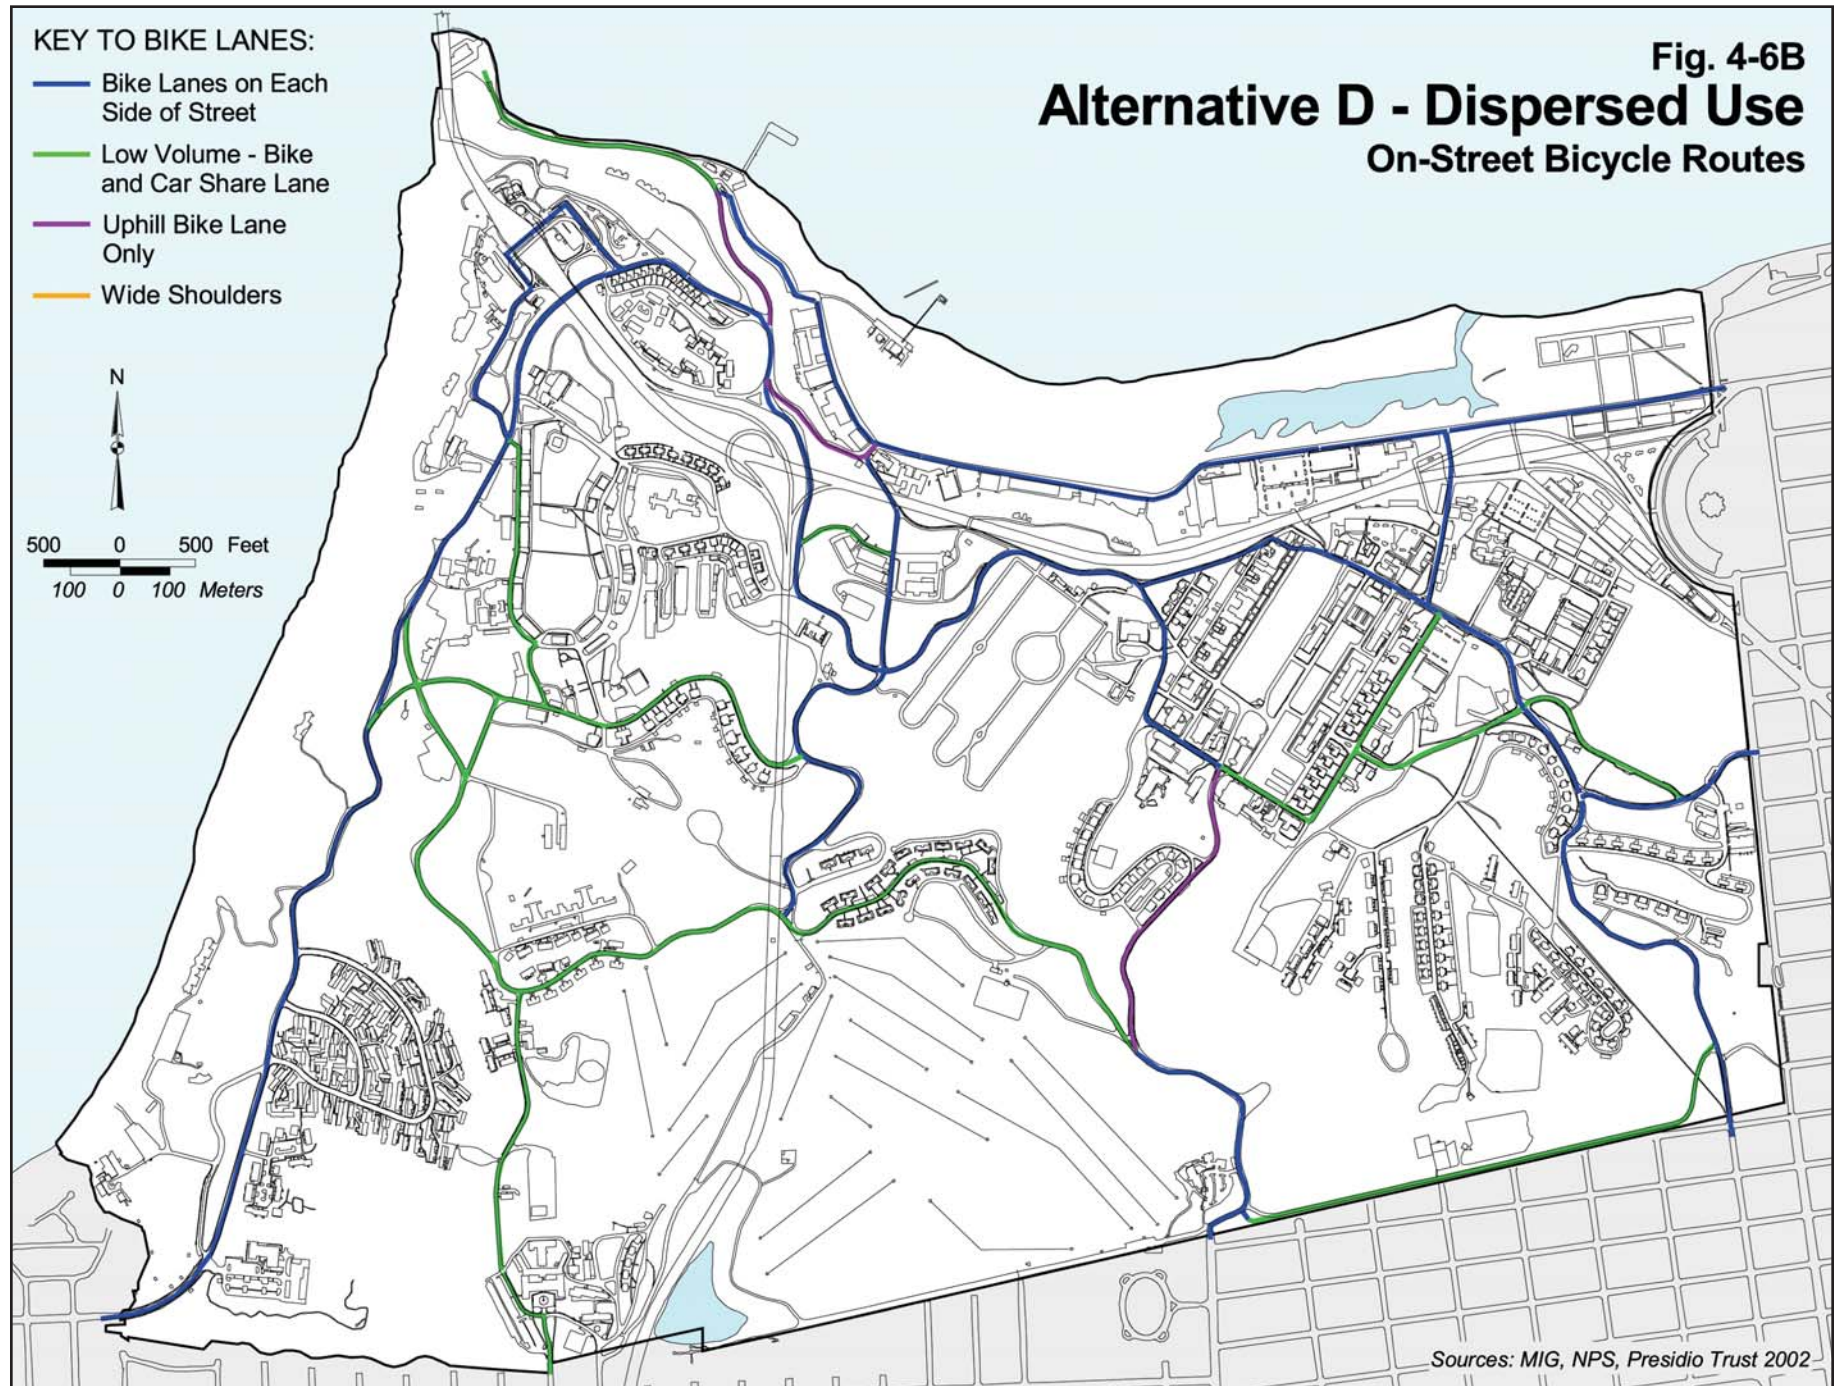 KEY TO BIKE LANES:
Bike Lanes on Each
Side of Street
Low Volume - Bike
and Car Share Lane
Uphill Bike Lane
Only
Wide Shoulders
Fig. 4-6B
Alternative D - Dispersed Use
On-Street Bicycle Routes
N
500 0 500 Feet
100 0 100 Meters
Sources: MIG, NPS, Presidio Trust 2002